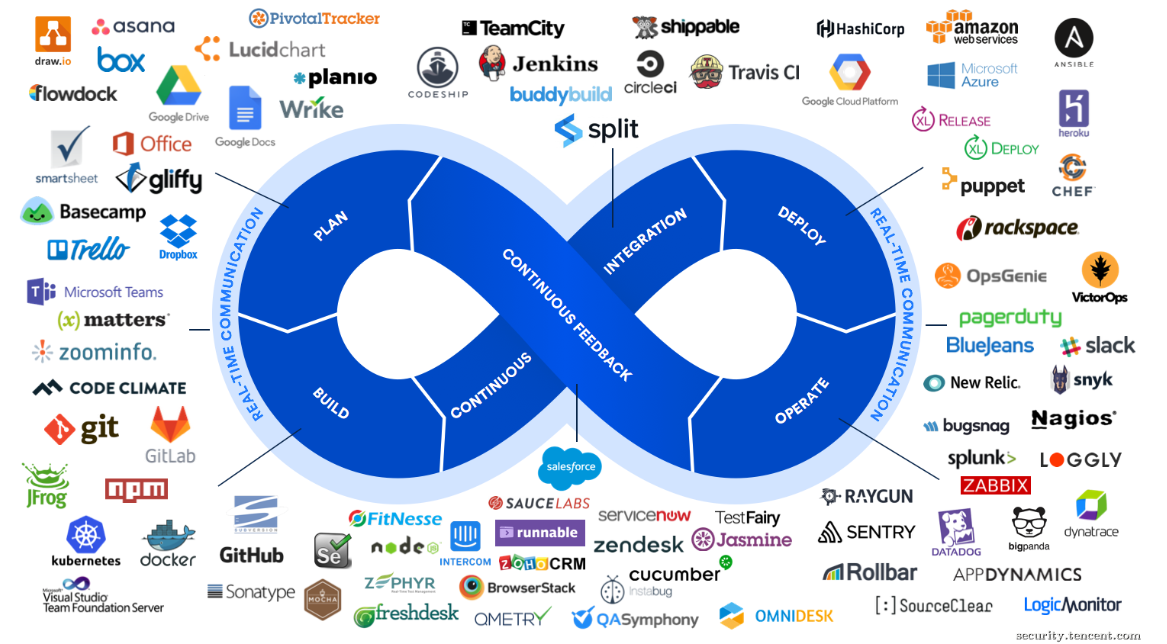 draw.io
asana
PivotalTracker
box
Lucidchart
flowdock
Google Drive
planio
Google Docs
Wrike
smartsheet
Office
gliffy
Basecamp
Trello
Dropbox
TeamCity
CODESHIP
Jenkins
buddybuild
shippable
circleci
Travis CI
split
HashiCorp
amazon
web services
ANSIBLE
Google Cloud Platform
Microsoft
Azure
XL RELEASE
heroku
XL DEPLOY
puppet
CHEF
rackspace
PLAN
CONTINUOUS FEEDBACK
INTEGRATION
DEPLOY
BUILD
CONTINUOUS
OPERATE
REAL-TIME COMMUNICATION
REAL-TIME COMMUNICATION
Microsoft Teams
(x) matters
zoominfo.
OpsGenie
VictorOps
pagerduty
BlueJeans
slack
CODE CLIMATE
git
GitLab
JFrog
npm
kubernetes
docker
SUBVERSION
GitHub
Microsoft
Visual Studio
Team Foundation Server
Sonatype
salesforce
SAUCELABS
FitNesse
Se
node
JS
INTERCOM
runnable
ZOHO CRM
servicenow
TestFairy
zendesk
Jasmine
MOCHA
ZEPHYR
BrowserStack
cucumber
instabug
freshdesk
QMETRY
QASymphony
OMNIDESK
New Relic.
snyk
bugsnag
Nagios®
splunk>
LOGGLY
ZABBIX
RAYGUN
SENTRY
DATADOG
bigpanda
dynatrace
Rollbar
APPDYNAMICS
[:]SourceClear
LogicMonitor
security.tencent.com